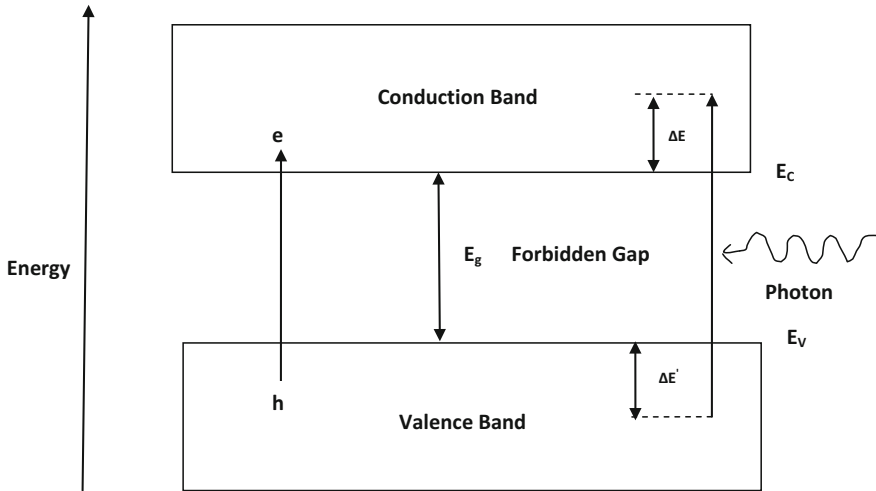 Conduction Band
e
ΔE
E_C
E_g
Forbidden Gap
Energy
Photon
E_V
ΔE'
h
Valence Band